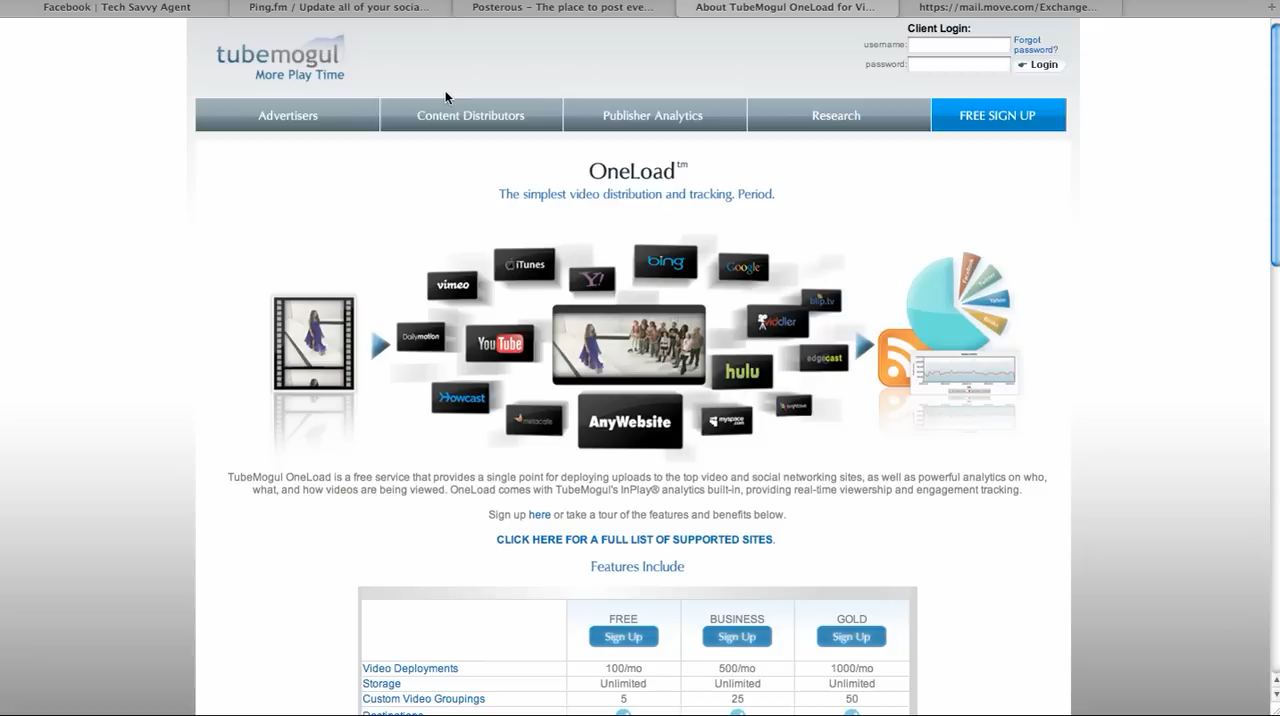 Facebook | Tech Savvy Agent
Ping.fm / Update all of your socia...
Posterous – The place to post eve...
About TubeMogul OneLoad for Vi...
https://mail.move.com/Exchange...
tubemogul
More Play Time
Client Login:
username:
Forgot password?
password:
Login
Advertisers
Content Distributors
Publisher Analytics
Research
FREE SIGN UP
OneLoad™
The simplest video distribution and tracking. Period.
iTunes
Y!
bing
Google
vimeo
blip.tv
Dailymotion
YouTube
viddler
hulu
edgecast
Howcast
metacafe
AnyWebsite
myspace.com
Facebook
Yahoo
TubeMogul OneLoad is a free service that provides a single point for deploying uploads to the top video and social networking sites, as well as powerful analytics on who,
what, and how videos are being viewed. OneLoad comes with TubeMogul's InPlay® analytics built-in, providing real-time viewership and engagement tracking.
Sign up here or take a tour of the features and benefits below.
CLICK HERE FOR A FULL LIST OF SUPPORTED SITES.
Features Include
FREE BUSINESS GOLD
Sign Up Sign Up Sign Up
Video Deployments 100/mo 500/mo 1000/mo
Storage Unlimited Unlimited Unlimited
Custom Video Groupings 5 25 50
Destinations